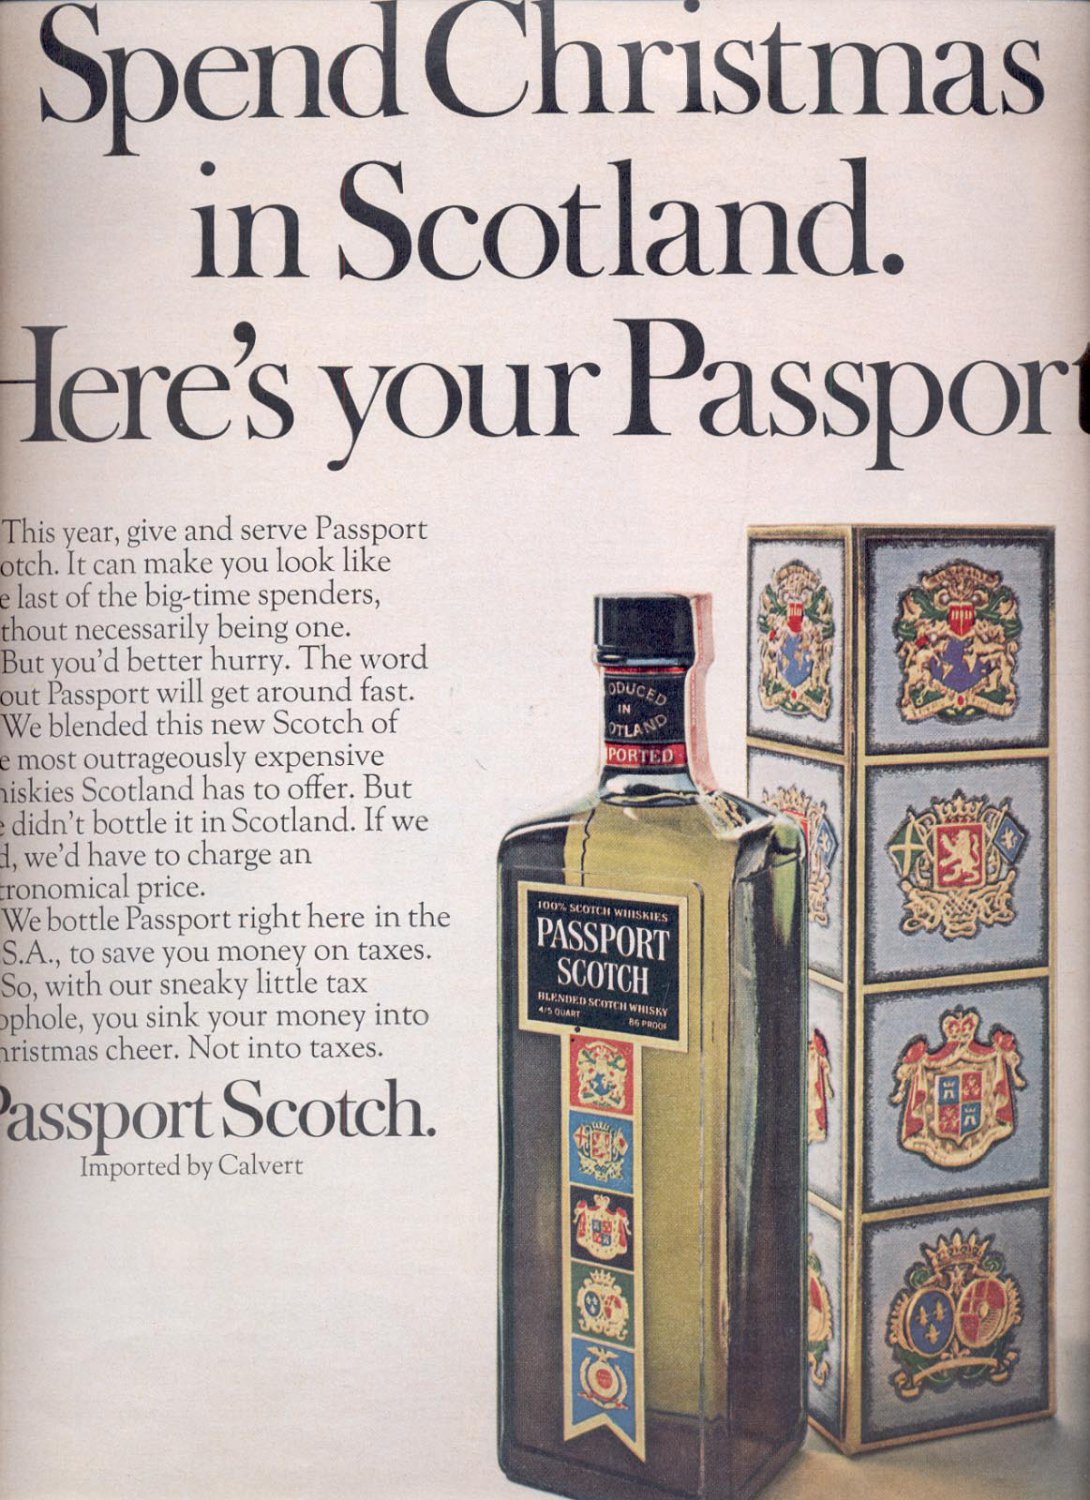 Spend Christmas
in Scotland.
Here's your Passport
This year, give and serve Passport
otch. It can make you look like
e last of the big-time spenders,
thout necessarily being one.
But you'd better hurry. The word
out Passport will get around fast.
We blended this new Scotch of
e most outrageously expensive
hiskies Scotland has to offer. But
e didn't bottle it in Scotland. If we
d, we'd have to charge an
tronomical price.
We bottle Passport right here in the
S.A., to save you money on taxes.
So, with our sneaky little tax
ophole, you sink your money into
hristmas cheer. Not into taxes.
Passport Scotch.
Imported by Calvert
ODUCED
IN
OTLAND
PORTED
100% SCOTCH WHISKIES
PASSPORT
SCOTCH
BLENDED SCOTCH WHISKY
4/5 QUART 86 PROOF